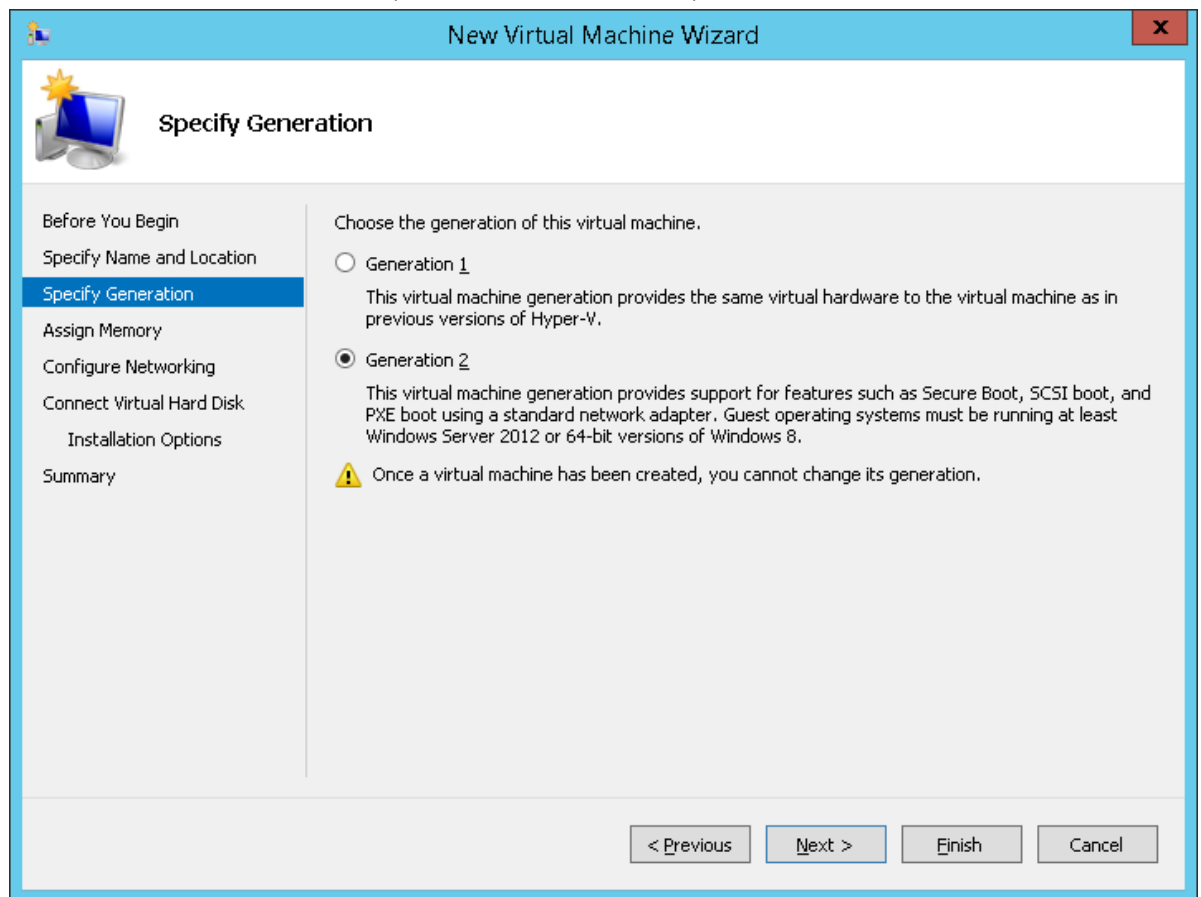 New Virtual Machine Wizard
x
Specify Generation
Before You Begin
Specify Name and Location
Specify Generation
Assign Memory
Configure Networking
Connect Virtual Hard Disk
Installation Options
Summary
Choose the generation of this virtual machine.
Generation 1
This virtual machine generation provides the same virtual hardware to the virtual machine as in
previous versions of Hyper-V.
Generation 2
This virtual machine generation provides support for features such as Secure Boot, SCSI boot, and
PXE boot using a standard network adapter. Guest operating systems must be running at least
Windows Server 2012 or 64-bit versions of Windows 8.
Once a virtual machine has been created, you cannot change its generation.
< Previous
Next >
Finish
Cancel